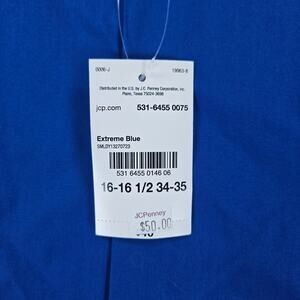 0006-J 19963-8
Distributed in the U.S. by J.C. Penney Corporation, Inc.
Plano, Texas 75024-3698
jcp.com 531-6455 0075
Extreme Blue
SMLDY13270723
531 6455 0146 06
16-16 1/2 34-35
JCPenney
$50.00